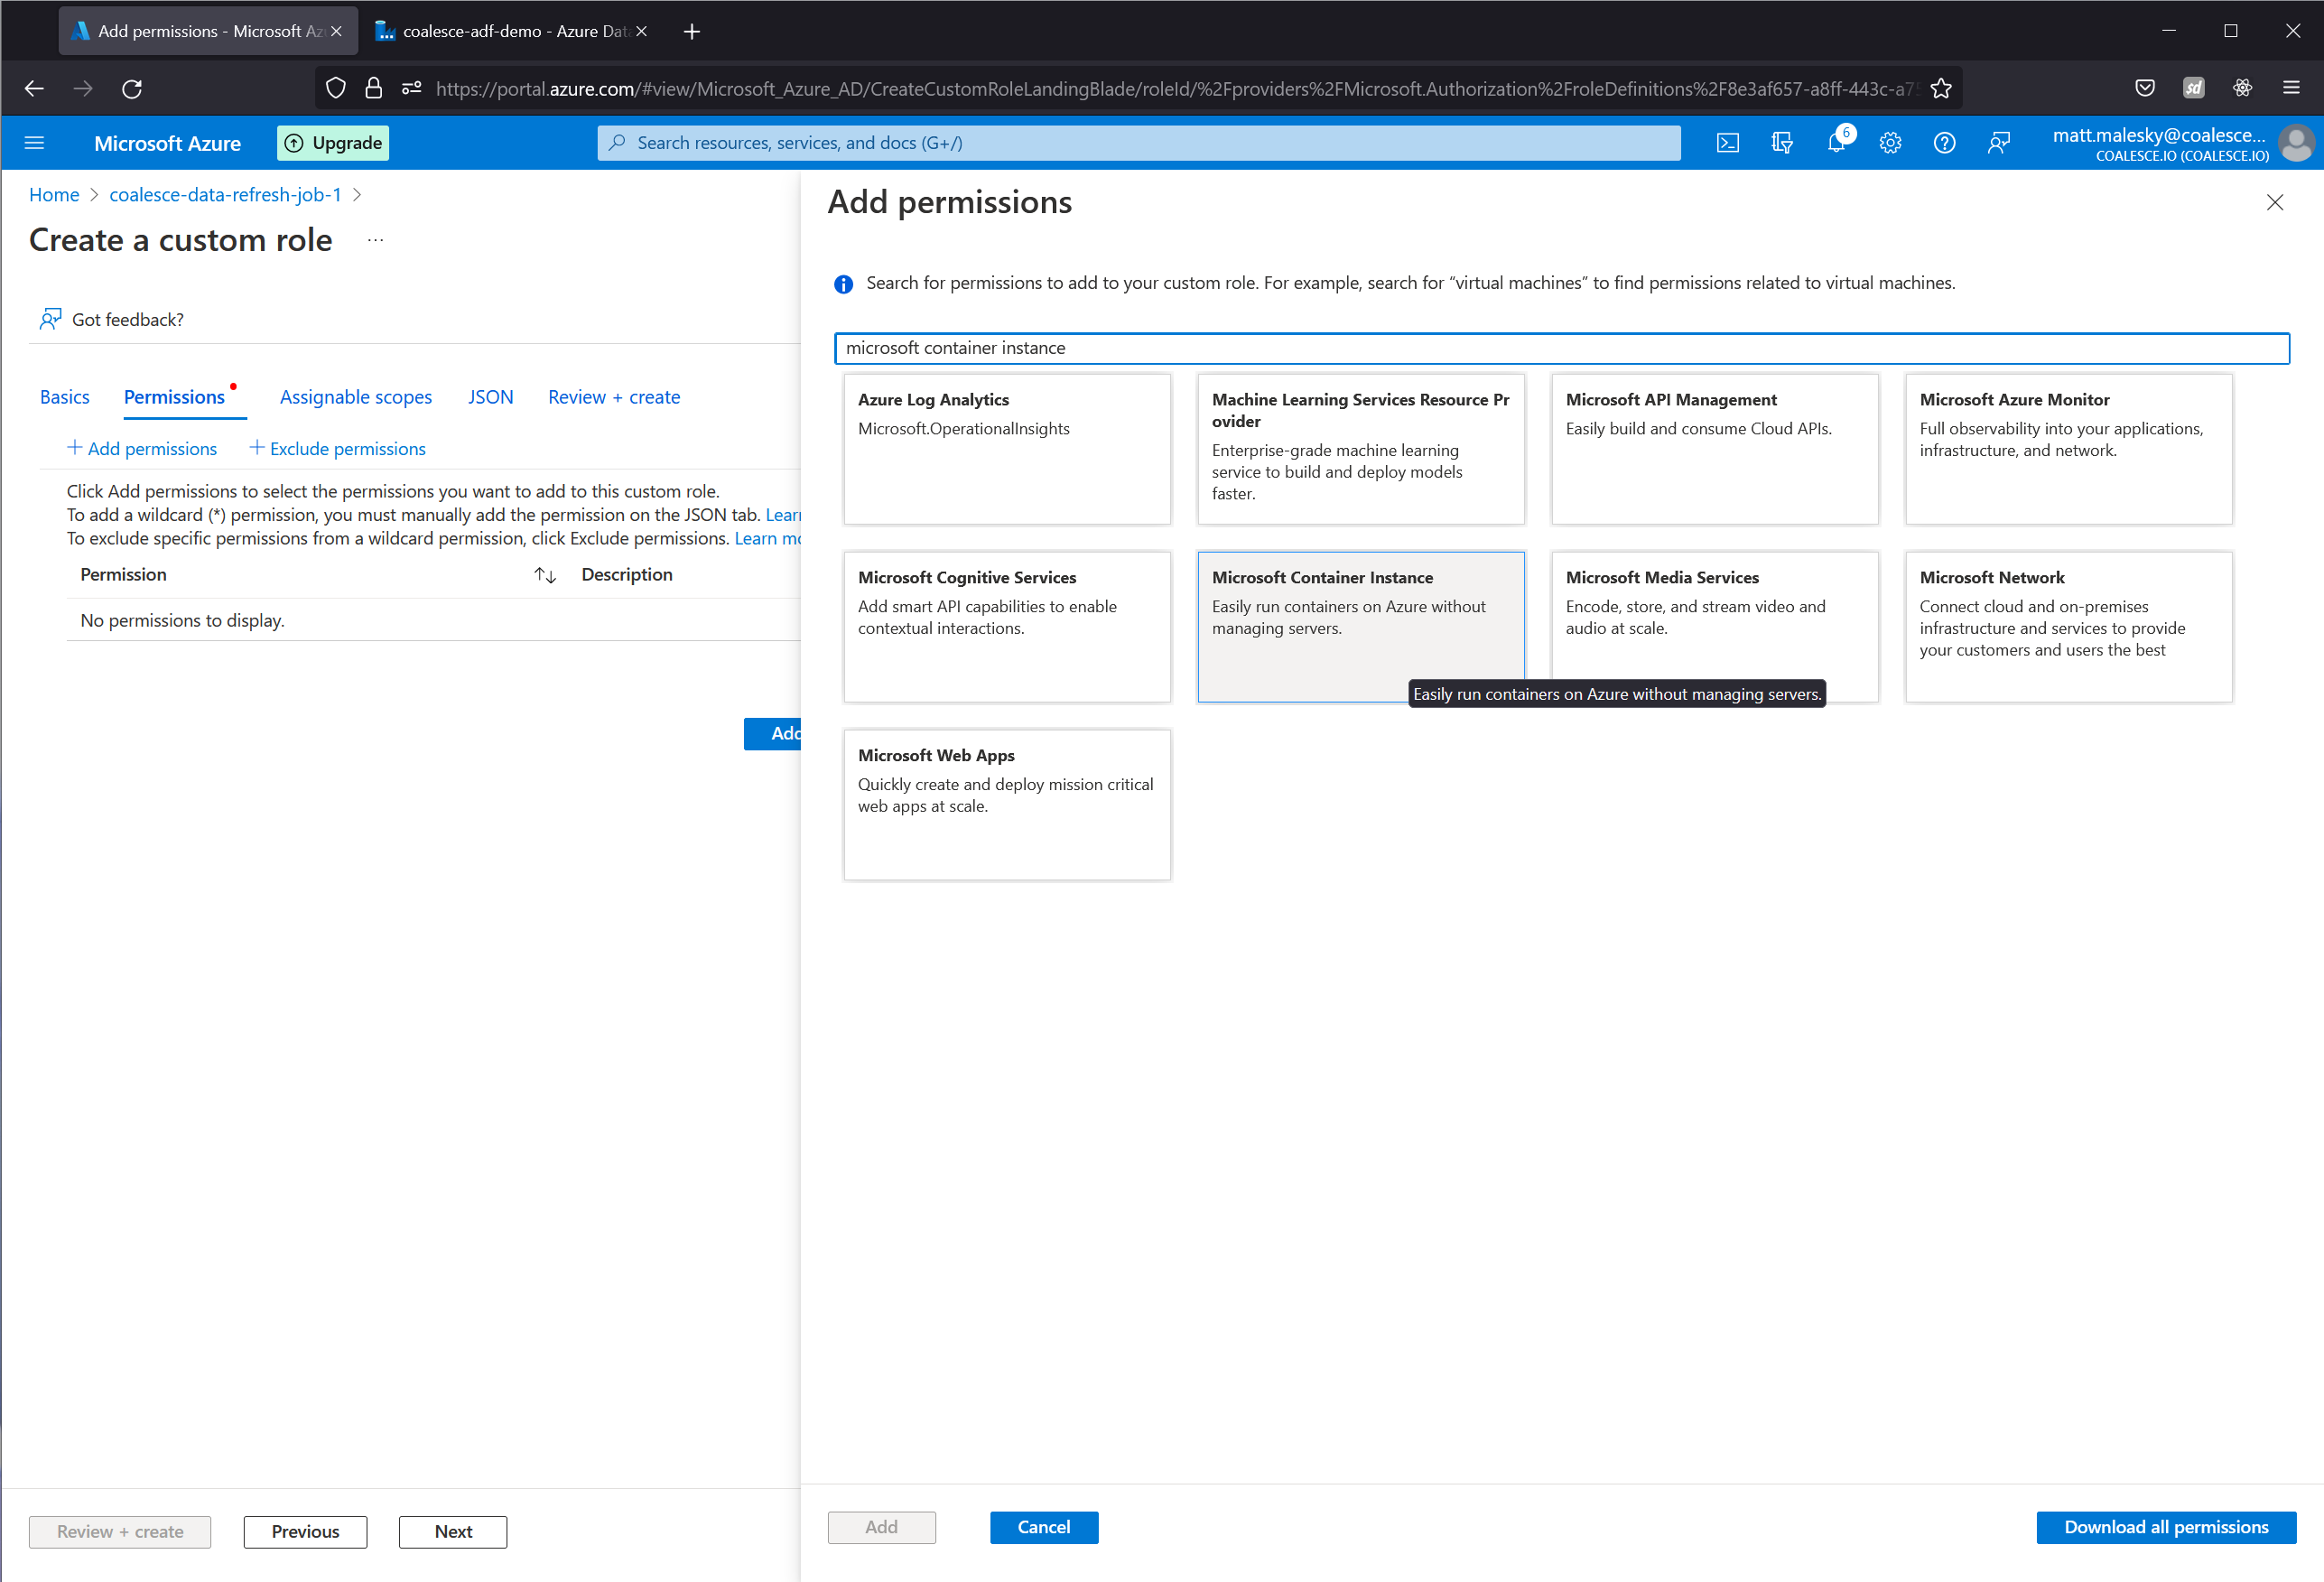 Add permissions - Microsoft Az
coalesce-adf-demo - Azure Dat
https://portal.azure.com/#view/Microsoft_Azure_AD/CreateCustomRoleLandingBlade/roleId/%2Fproviders%2FMicrosoft.Authorization%2FroleDefinitions%2F8e3af657-a8ff-443c-a75
Microsoft Azure
Upgrade
Search resources, services, and docs (G+/)
6
matt.malesky@coalesce...
COALESCE.IO (COALESCE.IO)
Home > coalesce-data-refresh-job-1 >
Create a custom role ...
Got feedback?
Basics
Permissions
Assignable scopes
JSON
Review + create
+ Add permissions
+ Exclude permissions
Click Add permissions to select the permissions you want to add to this custom role.
To add a wildcard (*) permission, you must manually add the permission on the JSON tab. Learn
To exclude specific permissions from a wildcard permission, click Exclude permissions. Learn mo
Permission
Description
No permissions to display.
Add
Review + create
Previous
Next
Add permissions
Search for permissions to add to your custom role. For example, search for “virtual machines” to find permissions related to virtual machines.
microsoft container instance
Azure Log Analytics
Microsoft.OperationalInsights
Machine Learning Services Resource Pr
ovider
Enterprise-grade machine learning
service to build and deploy models
faster.
Microsoft API Management
Easily build and consume Cloud APIs.
Microsoft Azure Monitor
Full observability into your applications,
infrastructure, and network.
Microsoft Cognitive Services
Add smart API capabilities to enable
contextual interactions.
Microsoft Container Instance
Easily run containers on Azure without
managing servers.
Microsoft Media Services
Encode, store, and stream video and
audio at scale.
Microsoft Network
Connect cloud and on-premises
infrastructure and services to provide
your customers and users the best
Easily run containers on Azure without managing servers.
Microsoft Web Apps
Quickly create and deploy mission critical
web apps at scale.
Add
Cancel
Download all permissions